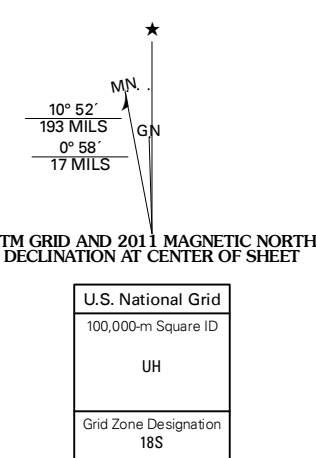 ★
MN
GN
10° 52´
193 MILS
0° 58´
17 MILS
TM GRID AND 2011 MAGNETIC NORTH
DECLINATION AT CENTER OF SHEET
U.S. National Grid
100,000-m Square ID
UH
Grid Zone Designation
18S